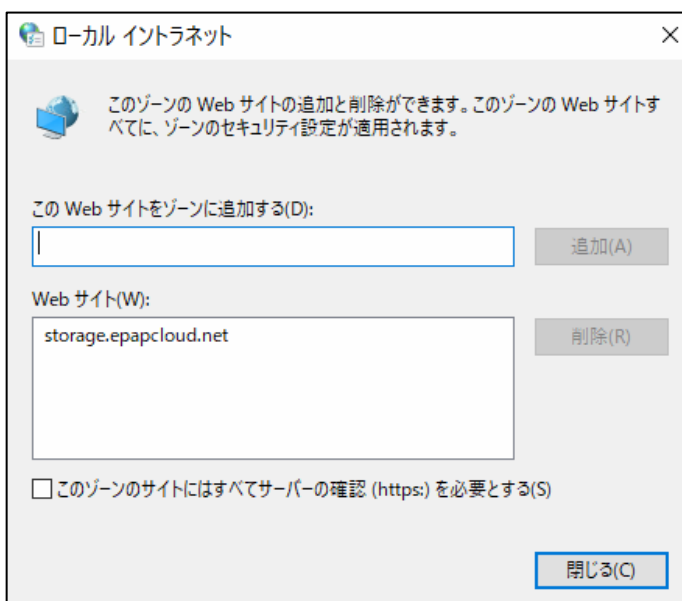 ローカル イントラネット
このゾーンの Web サイトの追加と削除ができます。このゾーンの Web サイトす
べてに、ゾーンのセキュリティ設定が適用されます。
この Web サイトをゾーンに追加する(D):
追加(A)
Web サイト(W):
storage.epapcloud.net
削除(R)
このゾーンのサイトにはすべてサーバーの確認 (https:) を必要とする(S)
閉じる(C)